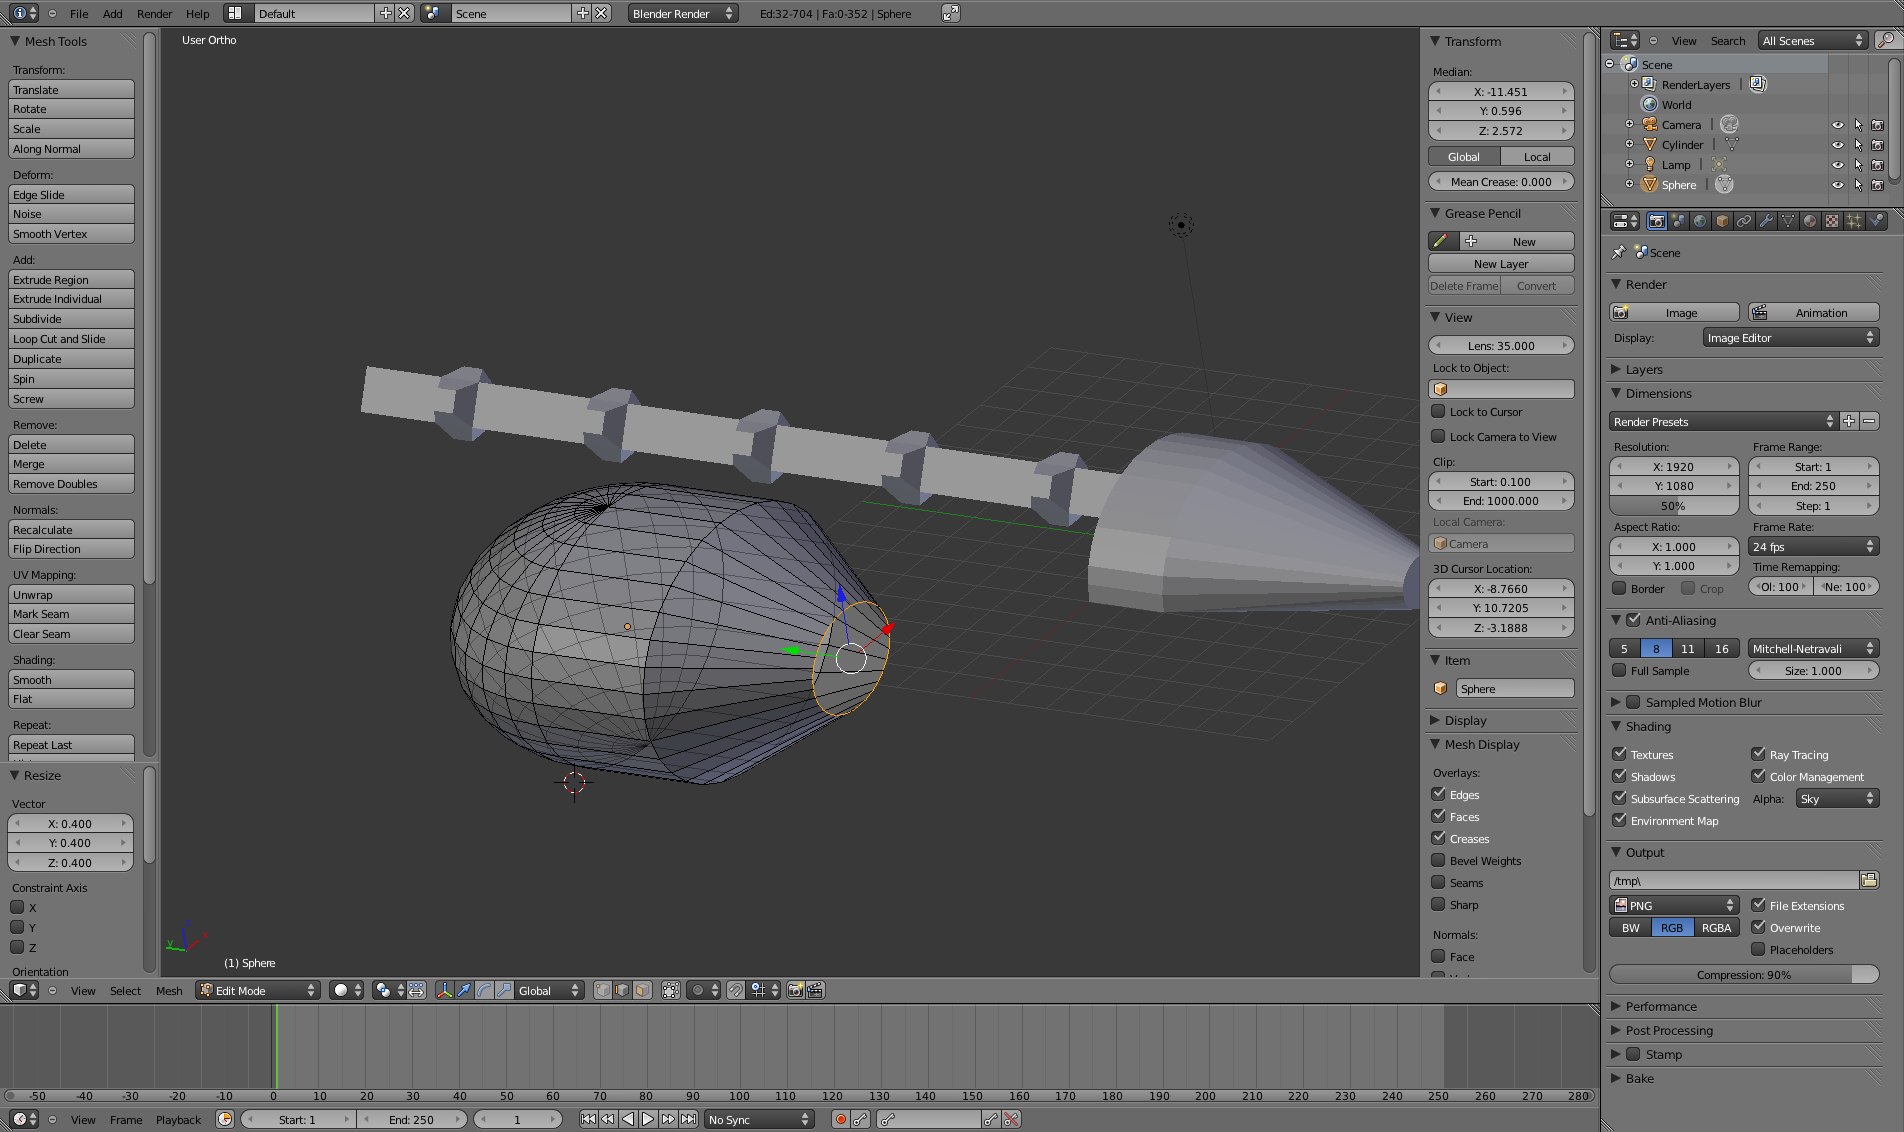 File Add Render Help Default Scene Blender Render Ed:32-704 | Fa:0-352 | Sphere
Mesh Tools
Transform:
Translate
Rotate
Scale
Along Normal
Deform:
Edge Slide
Noise
Smooth Vertex
Add:
Extrude Region
Extrude Individual
Subdivide
Loop Cut and Slide
Duplicate
Spin
Screw
Remove:
Delete
Merge
Remove Doubles
Normals:
Recalculate
Flip Direction
UV Mapping:
Unwrap
Mark Seam
Clear Seam
Shading:
Smooth
Flat
Repeat:
Repeat Last
Resize
Vector
X: 0.400
Y: 0.400
Z: 0.400
Constraint Axis
X
Y
Z
Orientation
User Ortho
(1) Sphere
Transform
Median:
X: -11.451
Y: 0.596
Z: 2.572
Global Local
Mean Crease: 0.000
Grease Pencil
New
New Layer
Delete Frame Convert
View
Lens: 35.000
Lock to Object:
Lock to Cursor
Lock Camera to View
Clip:
Start: 0.100
End: 1000.000
Local Camera:
Camera
3D Cursor Location:
X: -8.7660
Y: 10.7205
Z: -3.1888
Item
Sphere
Display
Mesh Display
Overlays:
Edges
Faces
Creases
Bevel Weights
Seams
Sharp
Normals:
Face
View Search All Scenes
Scene
RenderLayers
World
Camera
Cylinder
Lamp
Sphere
Scene
Render
Image Animation
Display: Image Editor
Layers
Dimensions
Render Presets
Resolution: Frame Range:
X: 1920 Start: 1
Y: 1080 End: 250
50% Step: 1
Aspect Ratio: Frame Rate:
X: 1.000 24 fps
Y: 1.000 Time Remapping:
Border Crop Ol: 100 Ne: 100
Anti-Aliasing
5 8 11 16 Mitchell-Netravali
Full Sample Size: 1.000
Sampled Motion Blur
Shading
Textures Ray Tracing
Shadows Color Management
Subsurface Scattering Alpha: Sky
Environment Map
Output
/tmp\
PNG File Extensions
BW RGB RGBA Overwrite
Placeholders
Compression: 90%
Performance
Post Processing
Stamp
Bake
View Select Mesh Edit Mode Global
-50 -40 -30 -20 -10 0 10 20 30 40 50 60 70 80 90 100 110 120 130 140 150 160 170 180 190 200 210 220 230 240 250 260 270 280
View Frame Playback Start: 1 End: 250 1 No Sync